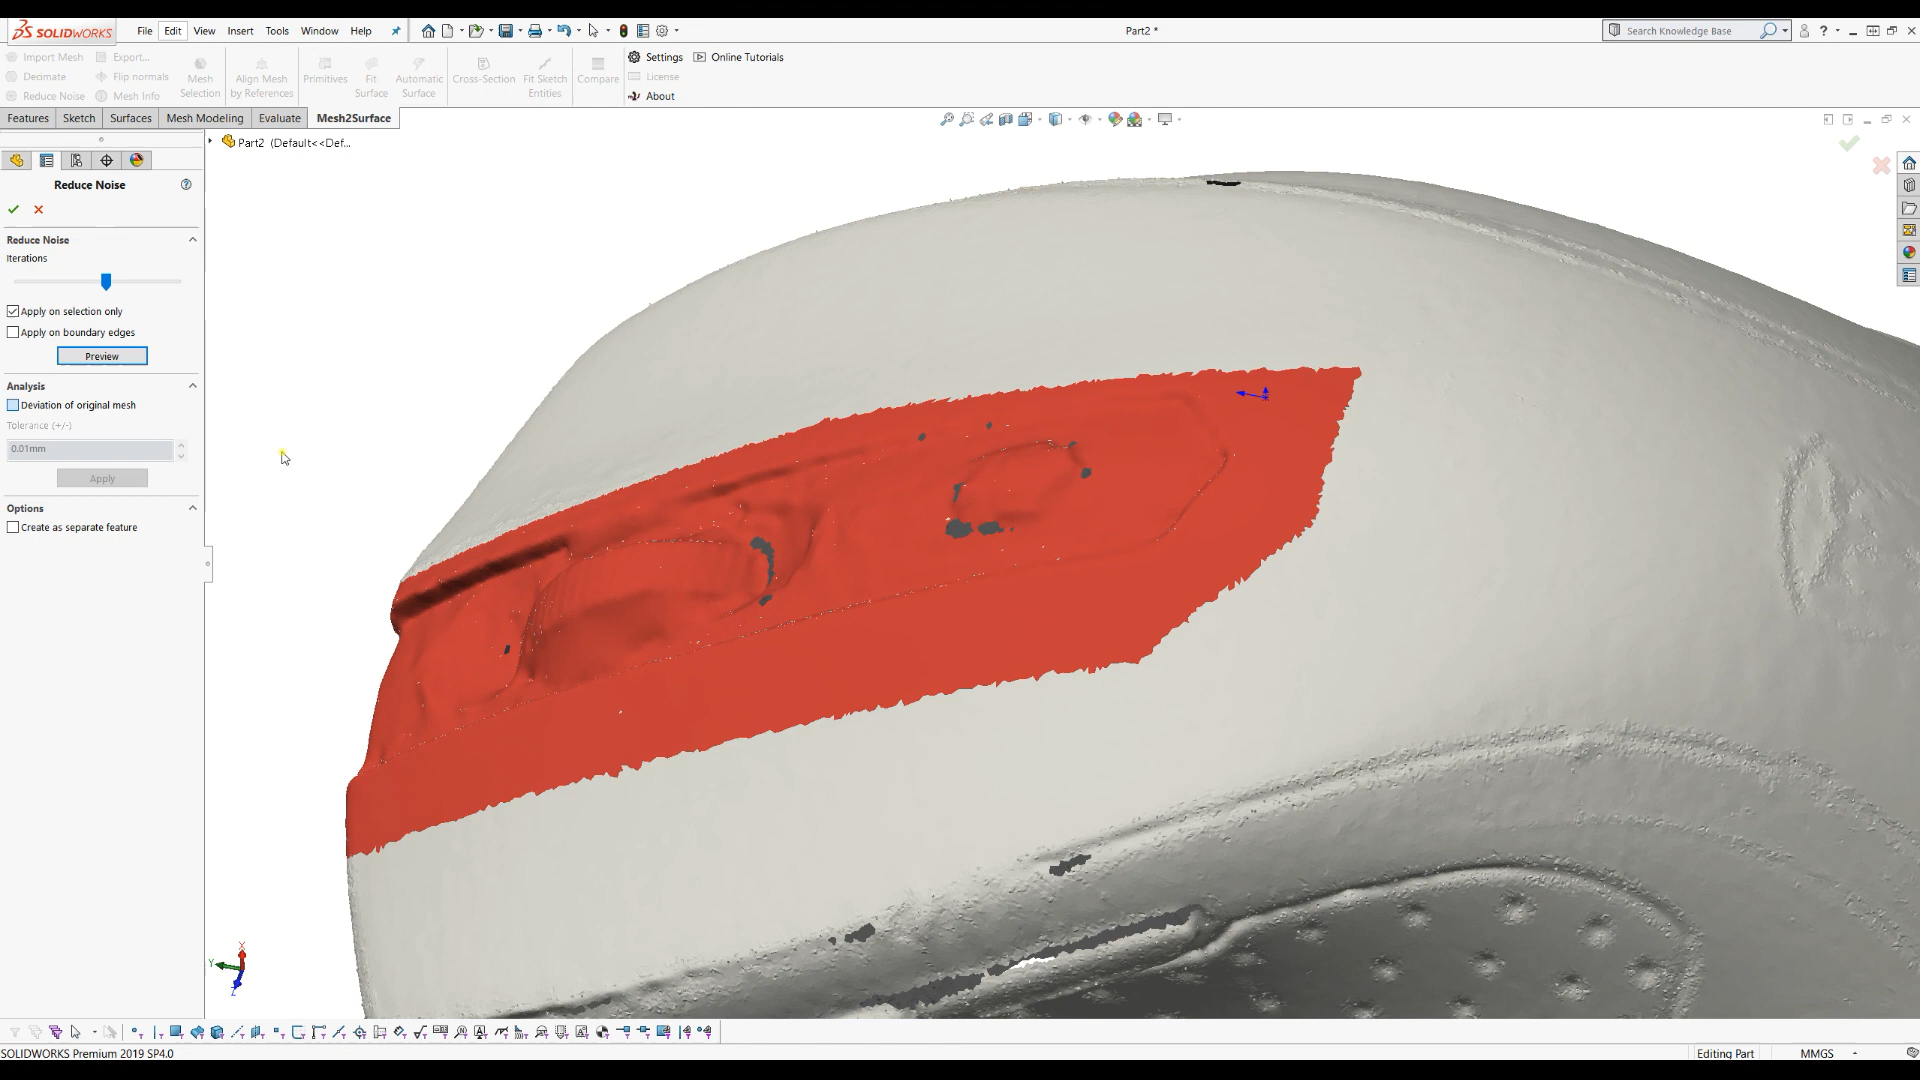 SOLIDWORKS File Edit View Insert Tools Window Help Part2 * Search Knowledge Base ?
Import Mesh Export...
Decimate Flip normals
Reduce Noise Mesh Info
Mesh Selection
Align Mesh by References
Primitives
Fit Surface
Automatic Surface
Cross-Section
Fit Sketch Entities
Compare
Settings Online Tutorials
License
About
Features Sketch Surfaces Mesh Modeling Evaluate Mesh2Surface
Part2 (Default<<Def...
Reduce Noise
Reduce Noise
Iterations
Apply on selection only
Apply on boundary edges
Preview
Analysis
Deviation of original mesh
Tolerance (+/-)
0.01mm
Apply
Options
Create as separate feature
X
Y
Z
SOLIDWORKS Premium 2019 SP4.0 Editing Part MMGS